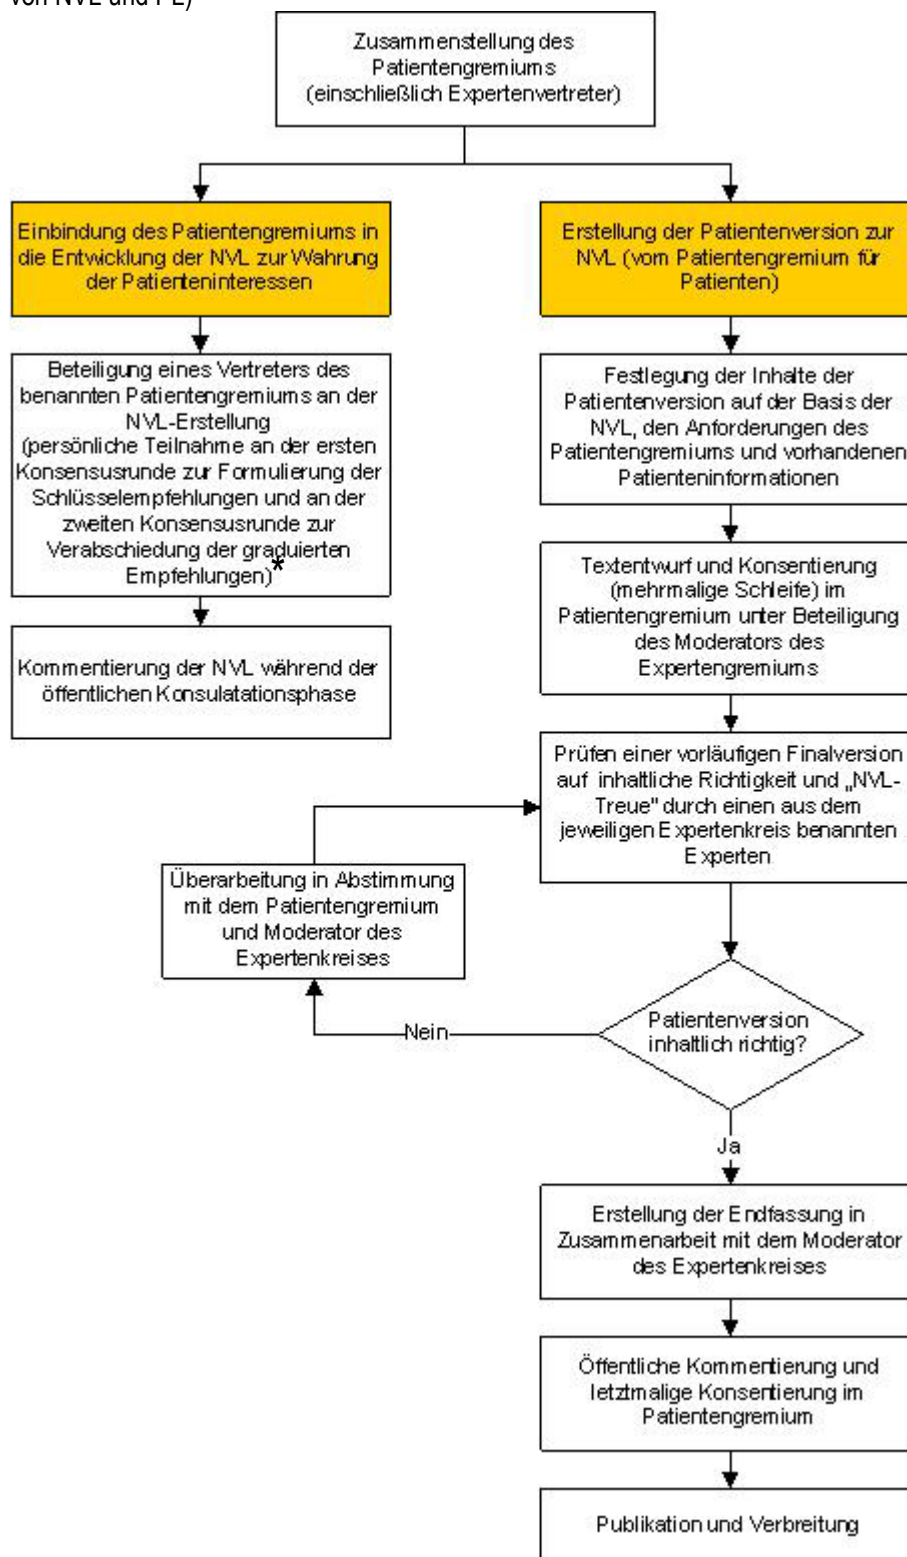 von NVL und PL)
Zusammenstellung des
Patientengremiums
(einschließlich Expertenvertreter)
Einbindung des Patientengremiums in
die Entwicklung der NVL zur Wahrung
der Patienteninteressen
Beteiligung eines Vertreters des
benannten Patientengremiums an der
NVL-Erstellung
(persönliche Teilnahme an der ersten
Konsensusrunde zur Formulierung der
Schlüsselempfehlungen und an der
zweiten Konsensusrunde zur
Verabschiedung der graduierten
Empfehlungen)*
Kommentierung der NVL während der
öffentlichen Konsulatationsphase
Erstellung der Patientenversion zur
NVL (vom Patientengremium für
Patienten)
Festlegung der Inhalte der
Patientenversion auf der Basis der
NVL, den Anforderungen des
Patientengremiums und vorhandenen
Patienteninformationen
Textentwurf und Konsentierung
(mehrmalige Schleife) im
Patientengremium unter Beteiligung
des Moderators des
Expertengremiums
Prüfen einer vorläufigen Finalversion
auf inhaltliche Richtigkeit und „NVL-
Treue" durch einen aus dem
jeweiligen Expertenkreis benannten
Experten
Überarbeitung in Abstimmung
mit dem Patientengremium
und Moderator des
Expertenkreises
Patientenversion
inhaltlich richtig?
Nein
Ja
Erstellung der Endfassung in
Zusammenarbeit mit dem Moderator
des Expertenkreises
Öffentliche Kommentierung und
letztmalige Konsentierung im
Patientengremium
Publikation und Verbreitung